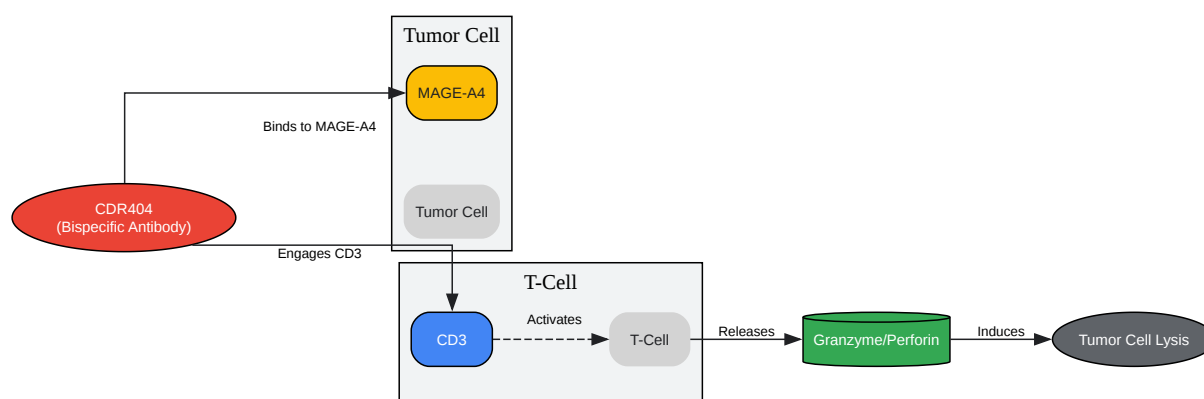 Tumor Cell
MAGE-A4
Binds to MAGE-A4
CDR404
(Bispecific Antibody)
Tumor Cell
Engages CD3
T-Cell
CD3
Activates
T-Cell
Releases
Granzyme/Perforin
Induces
Tumor Cell Lysis